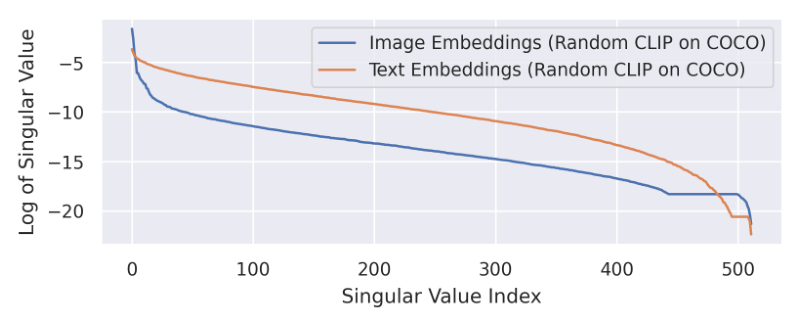 Log of Singular Value
−5
−10
−15
−20
Image Embeddings (Random CLIP on COCO)
Text Embeddings (Random CLIP on COCO)
0 100 200 300 400 500
Singular Value Index